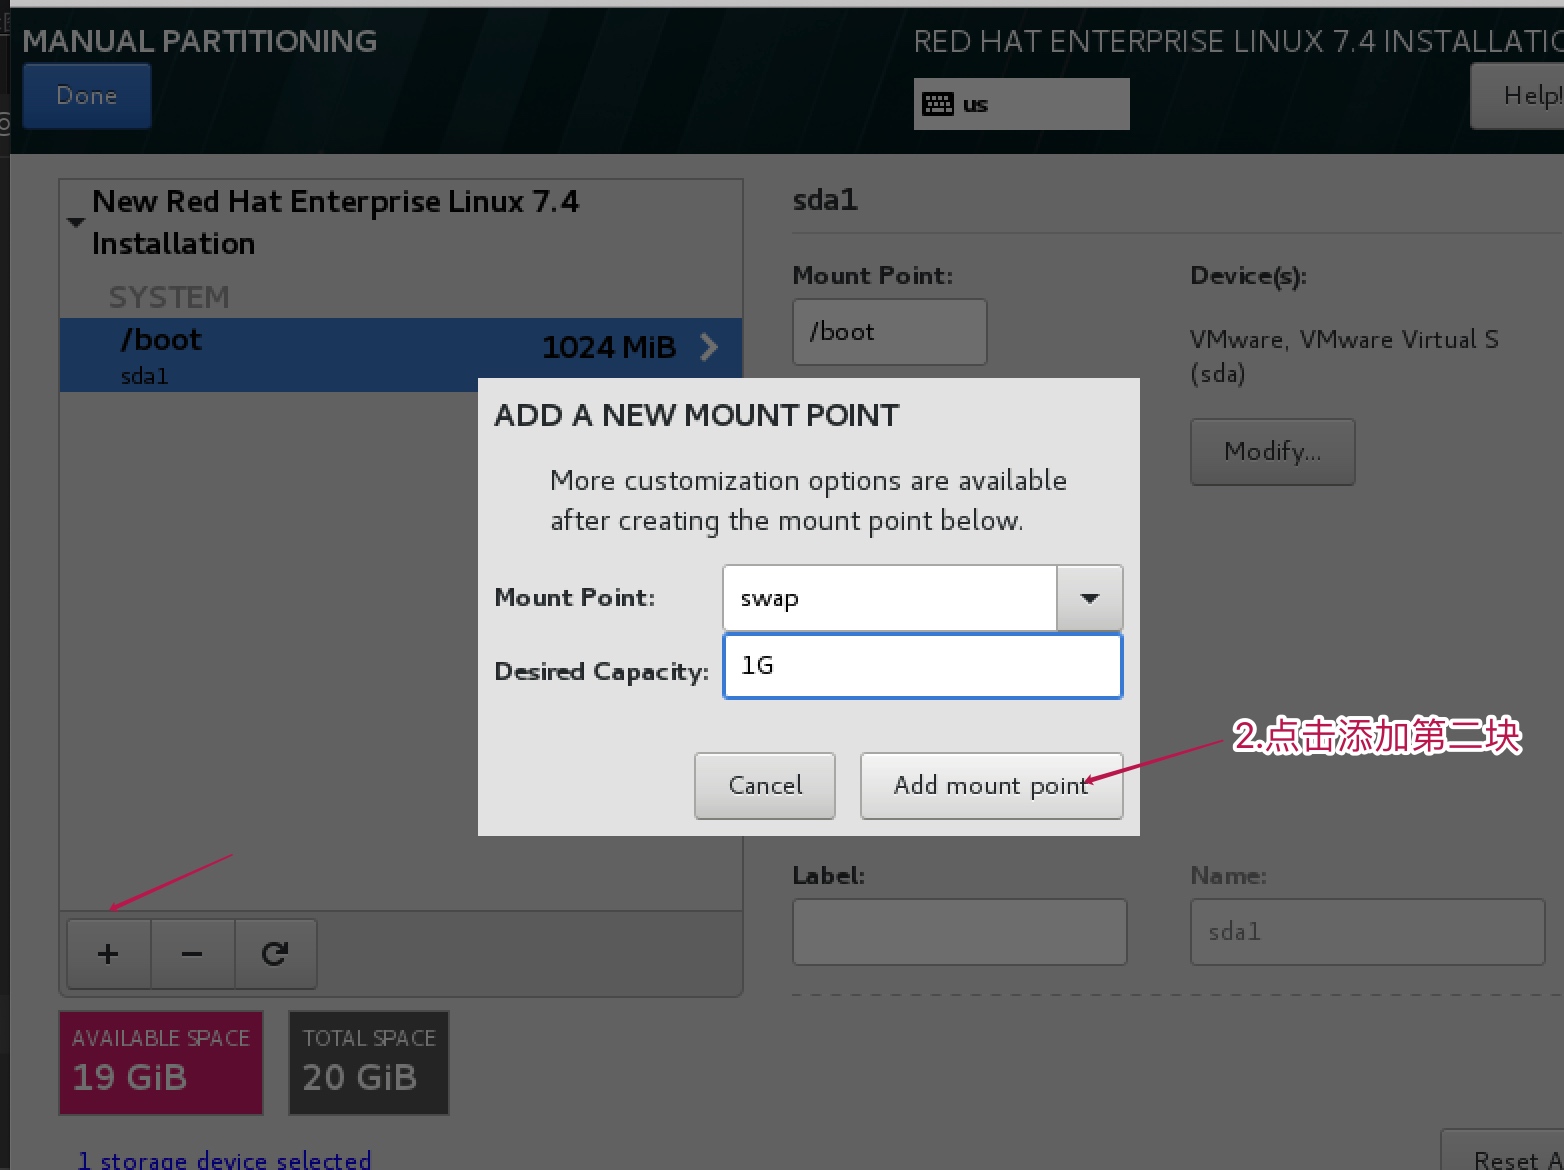 MANUAL PARTITIONING
RED HAT ENTERPRISE LINUX 7.4 INSTALLATIO
Done
us
Help!
New Red Hat Enterprise Linux 7.4
Installation
SYSTEM
/boot
1024 MiB
sda1
sda1
Mount Point:
Device(s):
/boot
VMware, VMware Virtual S
(sda)
Modify...
ADD A NEW MOUNT POINT
More customization options are available
after creating the mount point below.
Mount Point:
swap
Desired Capacity:
1G
Cancel
Add mount point
2.点击添加第二块
Label:
Name:
sda1
+ −
AVAILABLE SPACE
19 GiB
TOTAL SPACE
20 GiB
1 storage device selected
Reset A